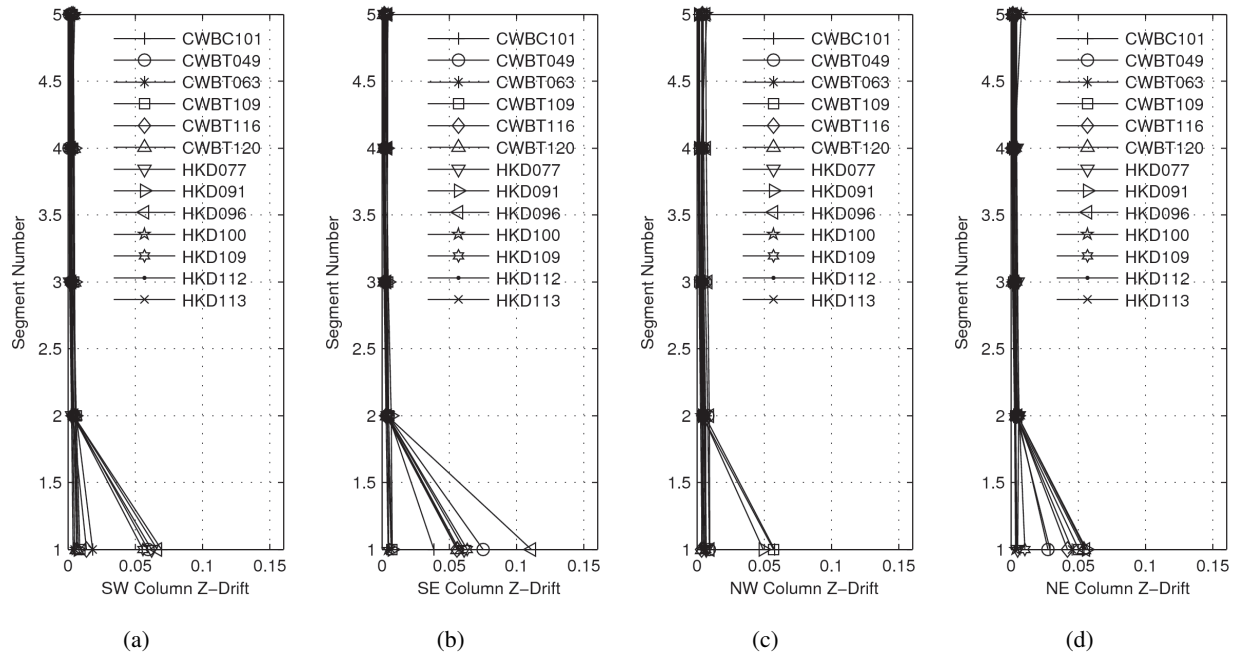 5
4.5
4
3.5
3
2.5
2
1.5
1
Segment Number
0 0.05 0.1 0.15
SW Column Z−Drift
CWBC101
CWBT049
CWBT063
CWBT109
CWBT116
CWBT120
HKD077
HKD091
HKD096
HKD100
HKD109
HKD112
HKD113
(a)
5
4.5
4
3.5
3
2.5
2
1.5
1
Segment Number
0 0.05 0.1 0.15
SE Column Z−Drift
CWBC101
CWBT049
CWBT063
CWBT109
CWBT116
CWBT120
HKD077
HKD091
HKD096
HKD100
HKD109
HKD112
HKD113
(b)
5
4.5
4
3.5
3
2.5
2
1.5
1
Segment Number
0 0.05 0.1 0.15
NW Column Z−Drift
CWBC101
CWBT049
CWBT063
CWBT109
CWBT116
CWBT120
HKD077
HKD091
HKD096
HKD100
HKD109
HKD112
HKD113
(c)
5
4.5
4
3.5
3
2.5
2
1.5
1
Segment Number
0 0.05 0.1 0.15
NE Column Z−Drift
CWBC101
CWBT049
CWBT063
CWBT109
CWBT116
CWBT120
HKD077
HKD091
HKD096
HKD100
HKD109
HKD112
HKD113
(d)